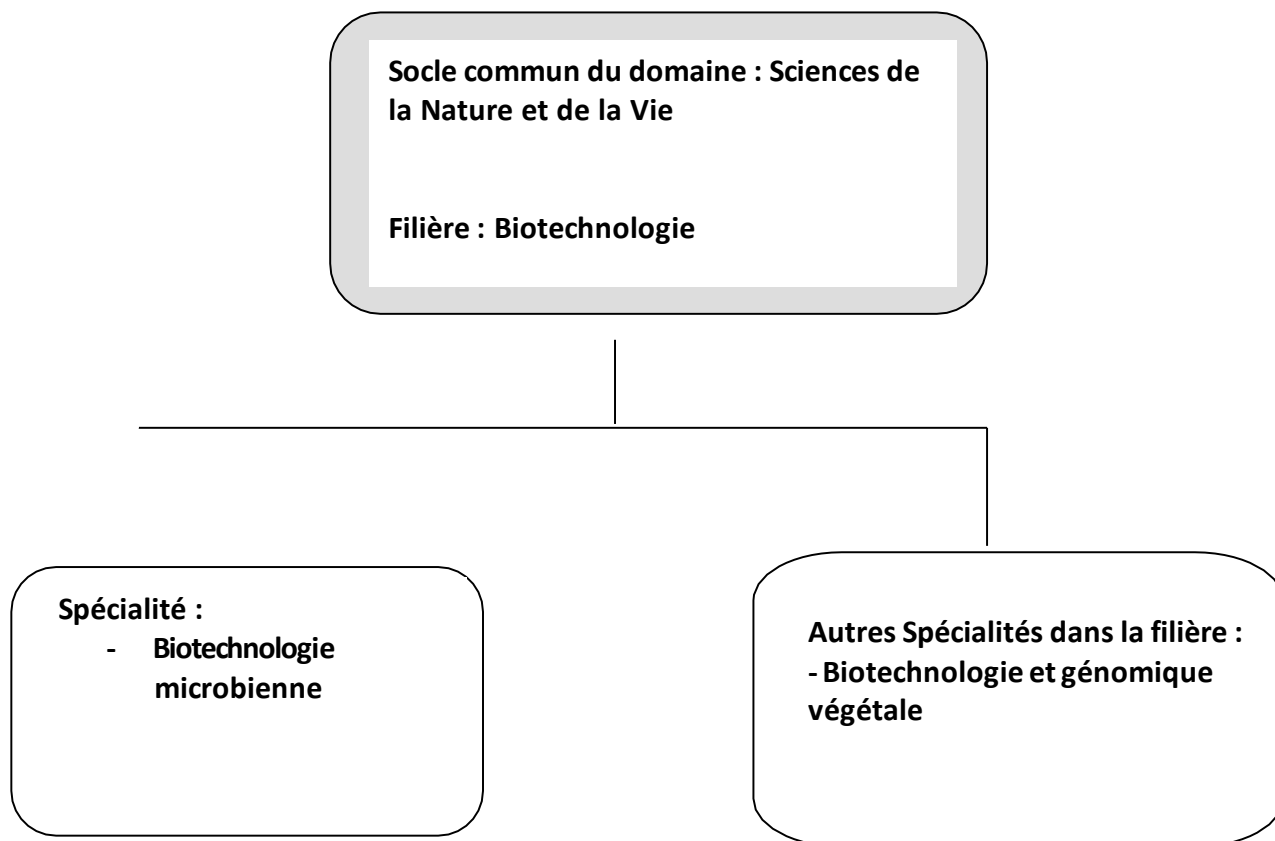 Socle commun du domaine : Sciences de
la Nature et de la Vie
Filière : Biotechnologie
Spécialité :
- Biotechnologie
microbienne
Autres Spécialités dans la filière :
- Biotechnologie et génomique
végétale